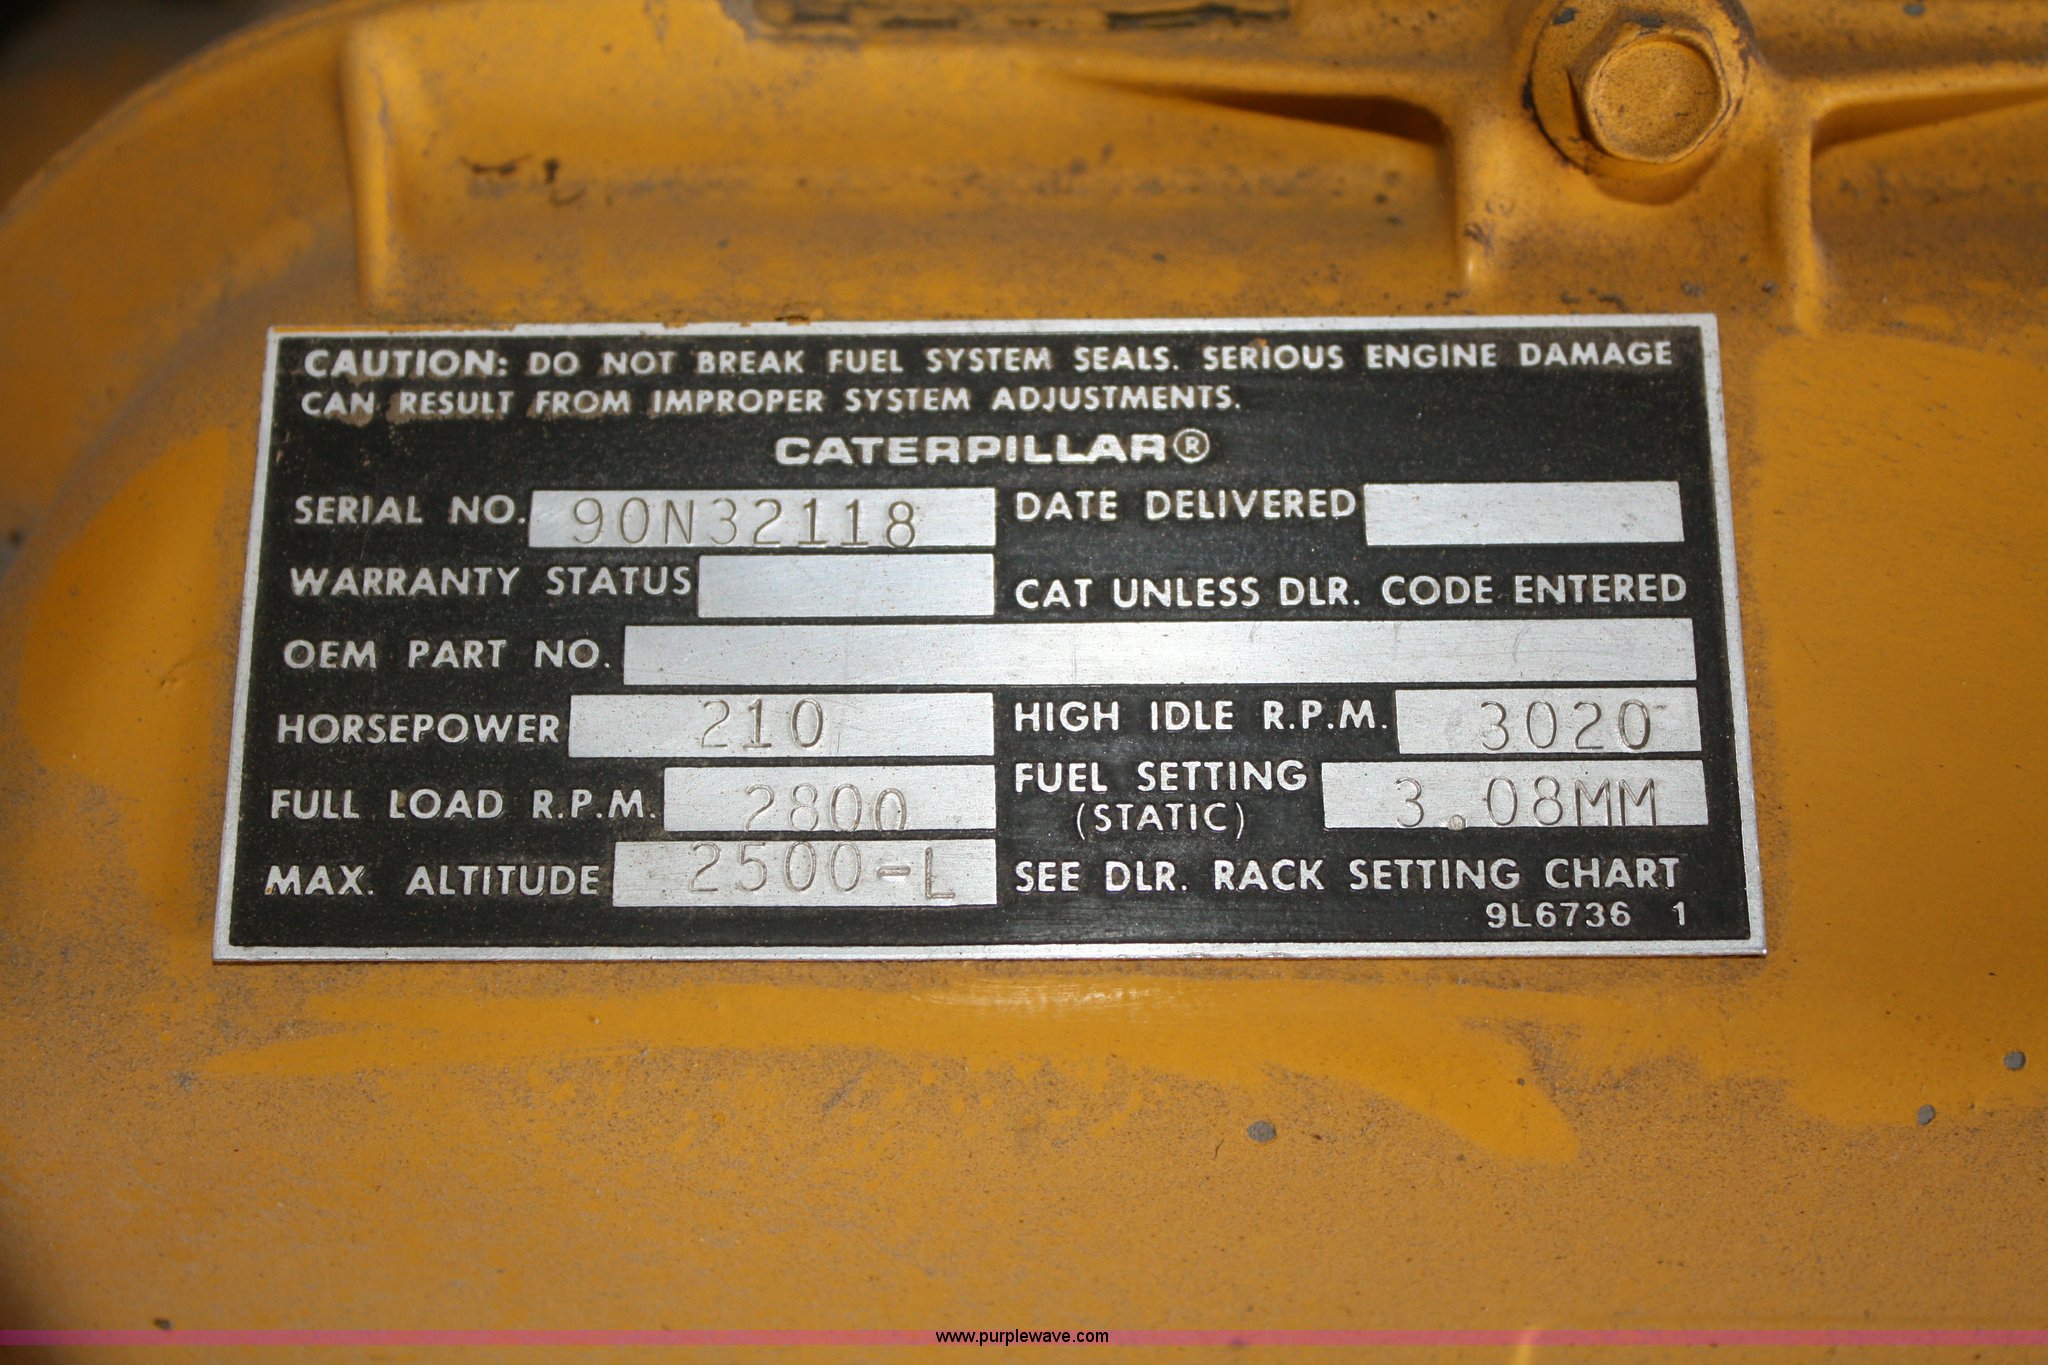 CAUTION: DO NOT BREAK FUEL SYSTEM SEALS. SERIOUS ENGINE DAMAGE
CAN RESULT FROM IMPROPER SYSTEM ADJUSTMENTS.
CATERPILLAR®
SERIAL NO. 90N32118 DATE DELIVERED
WARRANTY STATUS CAT UNLESS DLR. CODE ENTERED
OEM PART NO.
HORSEPOWER 210 HIGH IDLE R.P.M. 3020
FULL LOAD R.P.M. 2800 FUEL SETTING (STATIC) 3.08MM
MAX. ALTITUDE 2500-L SEE DLR. RACK SETTING CHART
9L6736 1
www.purplewave.com